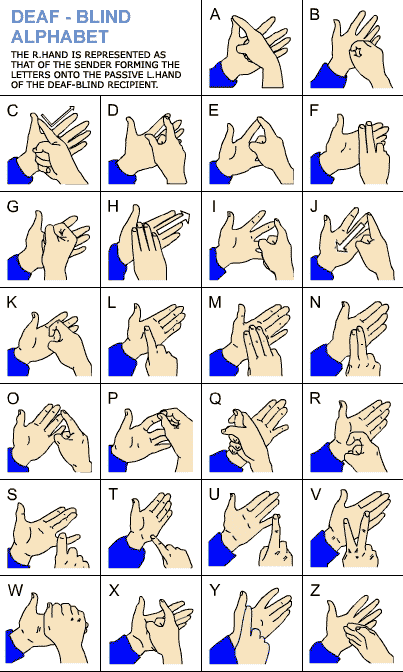 DEAF - BLIND
ALPHABET
THE R.HAND IS REPRESENTED AS
THAT OF THE SENDER FORMING THE
LETTERS ONTO THE PASSIVE L.HAND
OF THE DEAF-BLIND RECIPIENT.
A B
C D E F
G H I J
K L M N
O P Q R
S T U V
W X Y Z